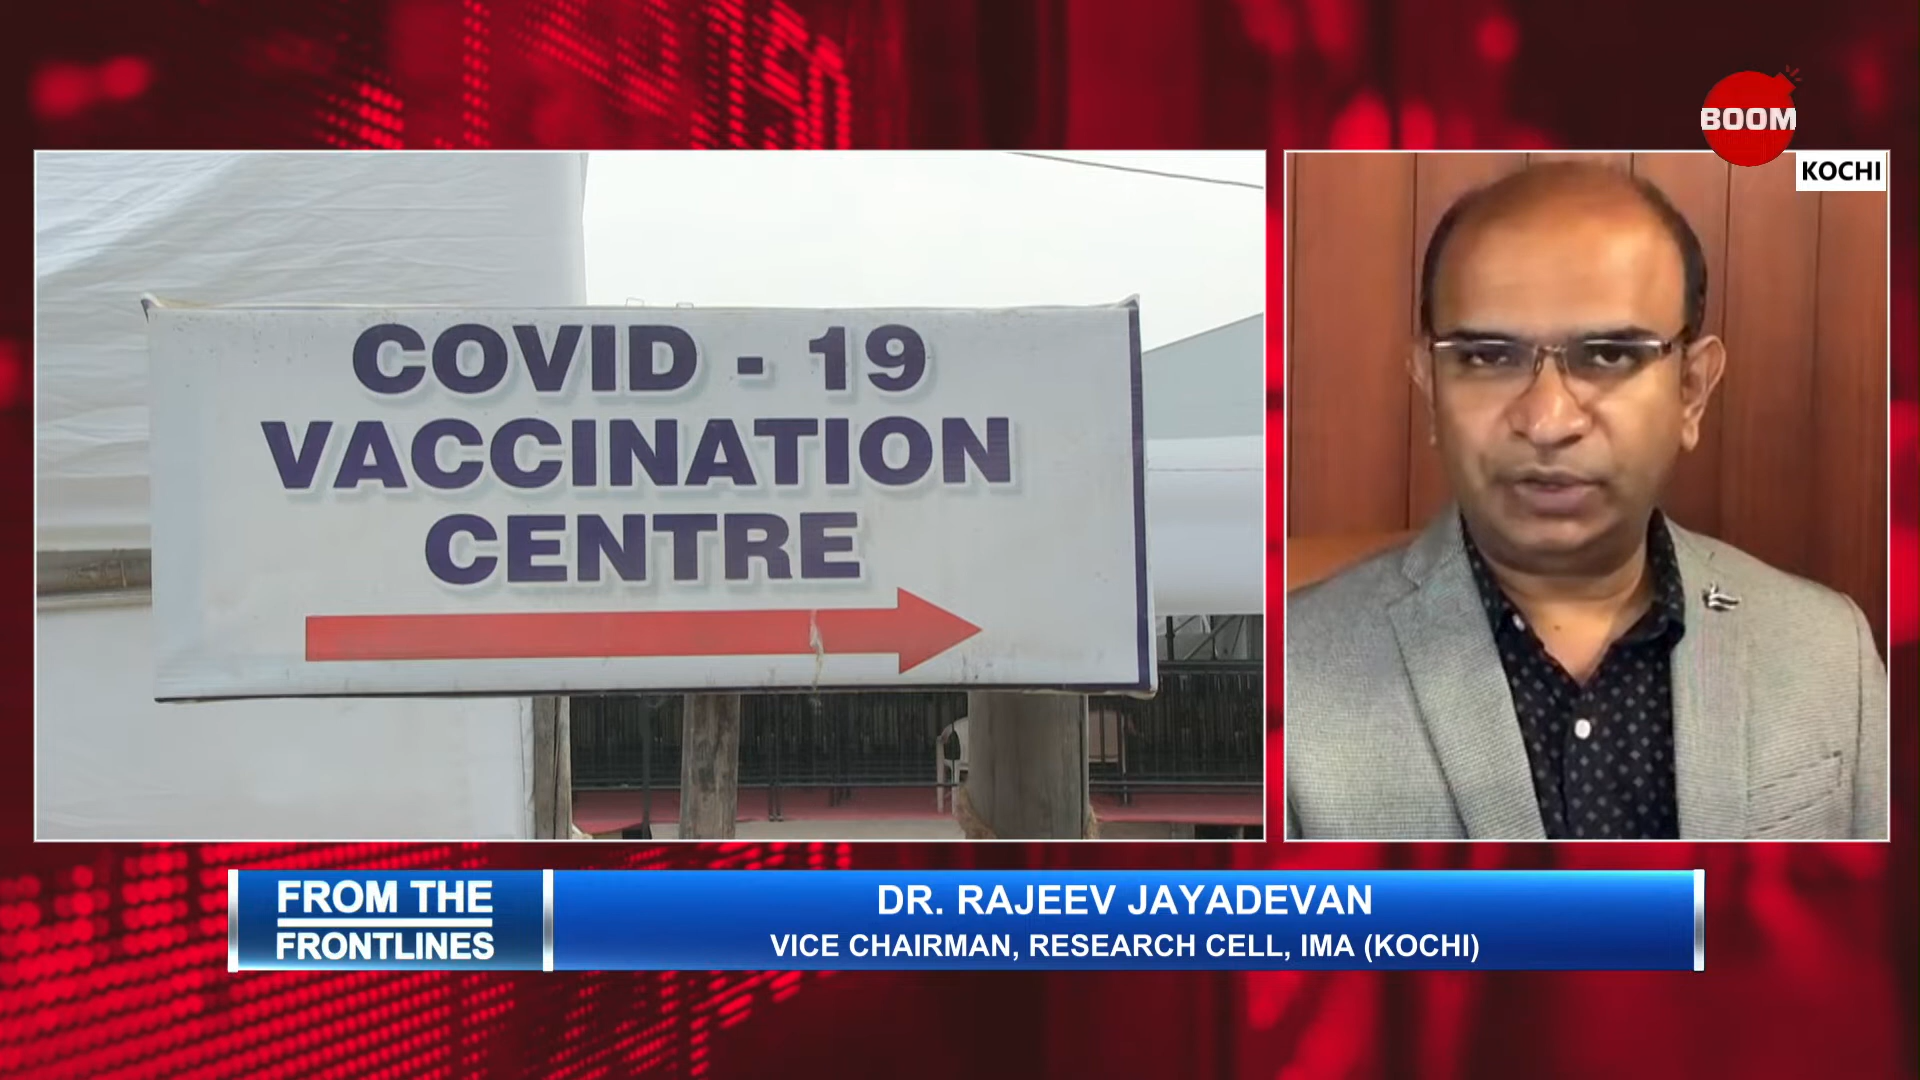 BOOM
KOCHI
COVID - 19
VACCINATION
CENTRE
FROM THE
FRONTLINES
DR. RAJEEV JAYADEVAN
VICE CHAIRMAN, RESEARCH CELL, IMA (KOCHI)